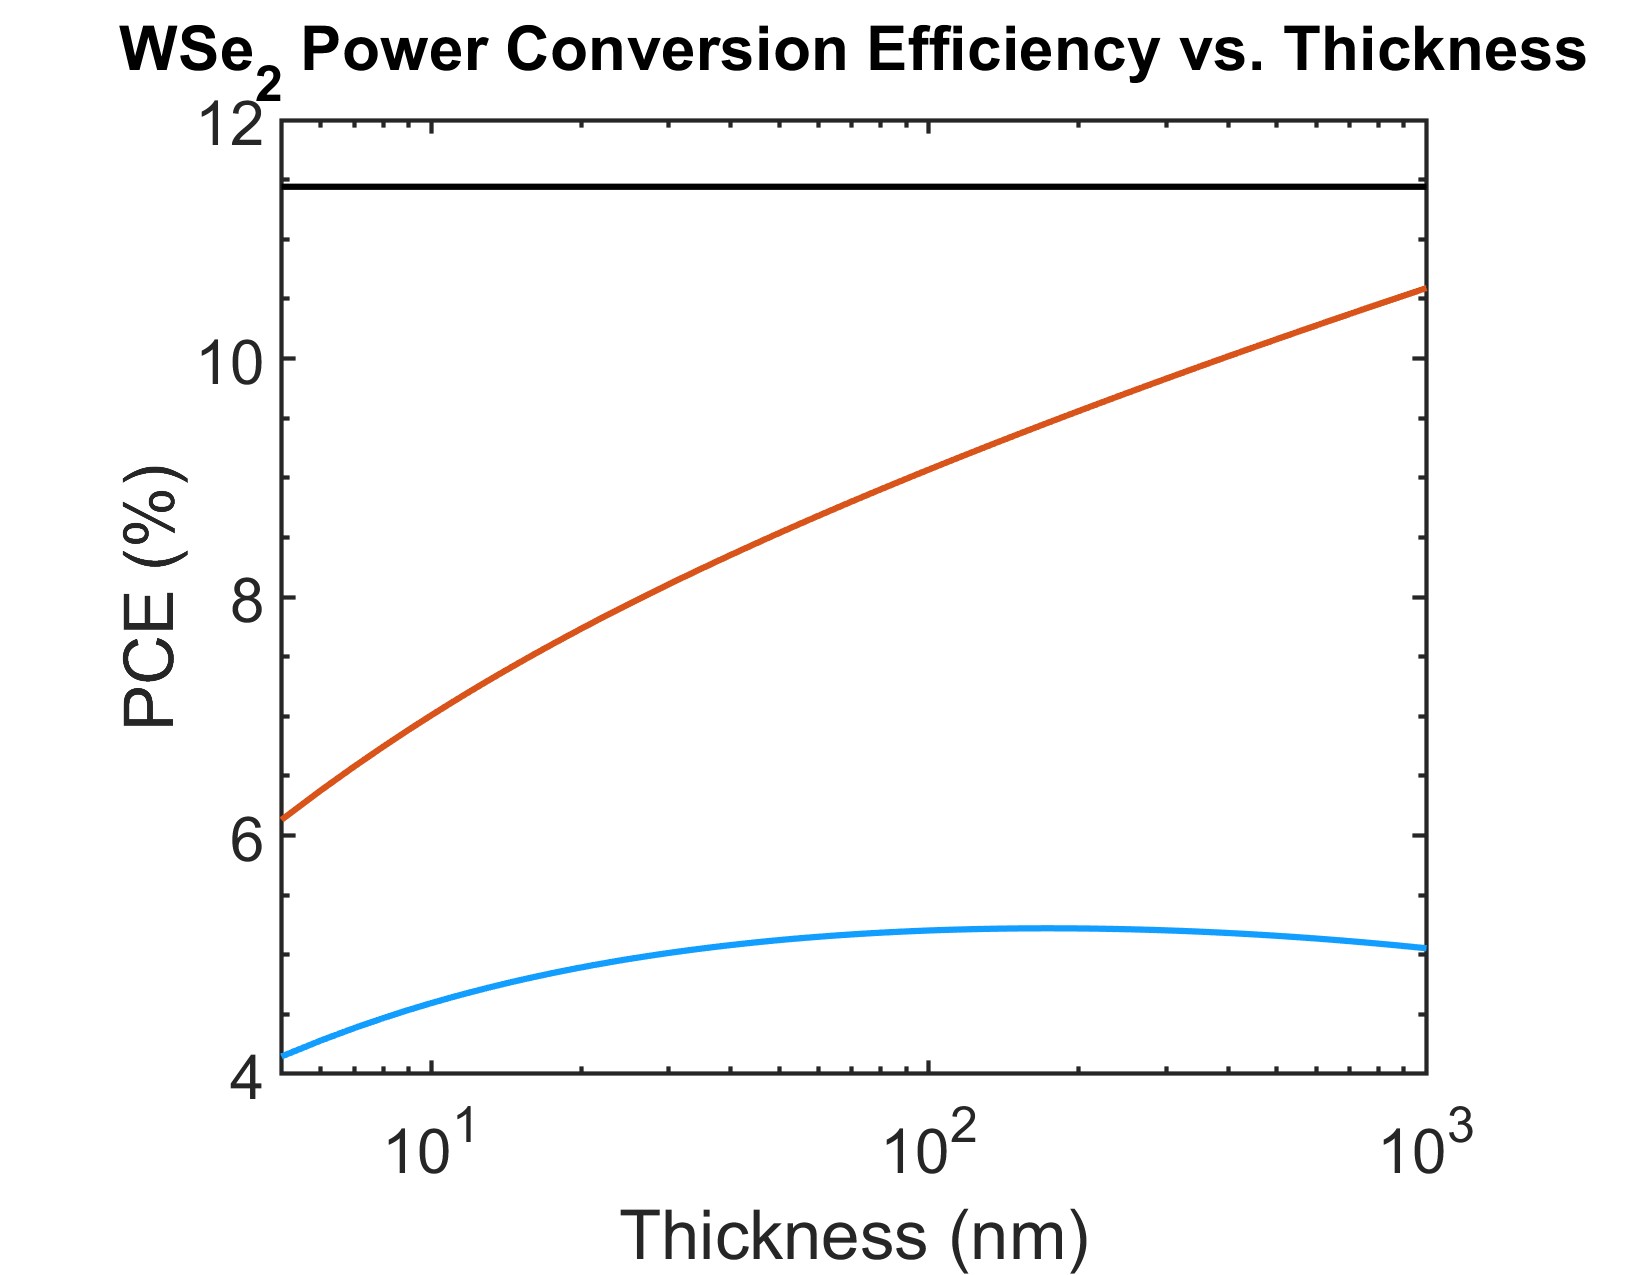 WSe2 Power Conversion Efficiency vs. Thickness
12
10
8
6
4
PCE (%)
10^1 10^2 10^3
Thickness (nm)